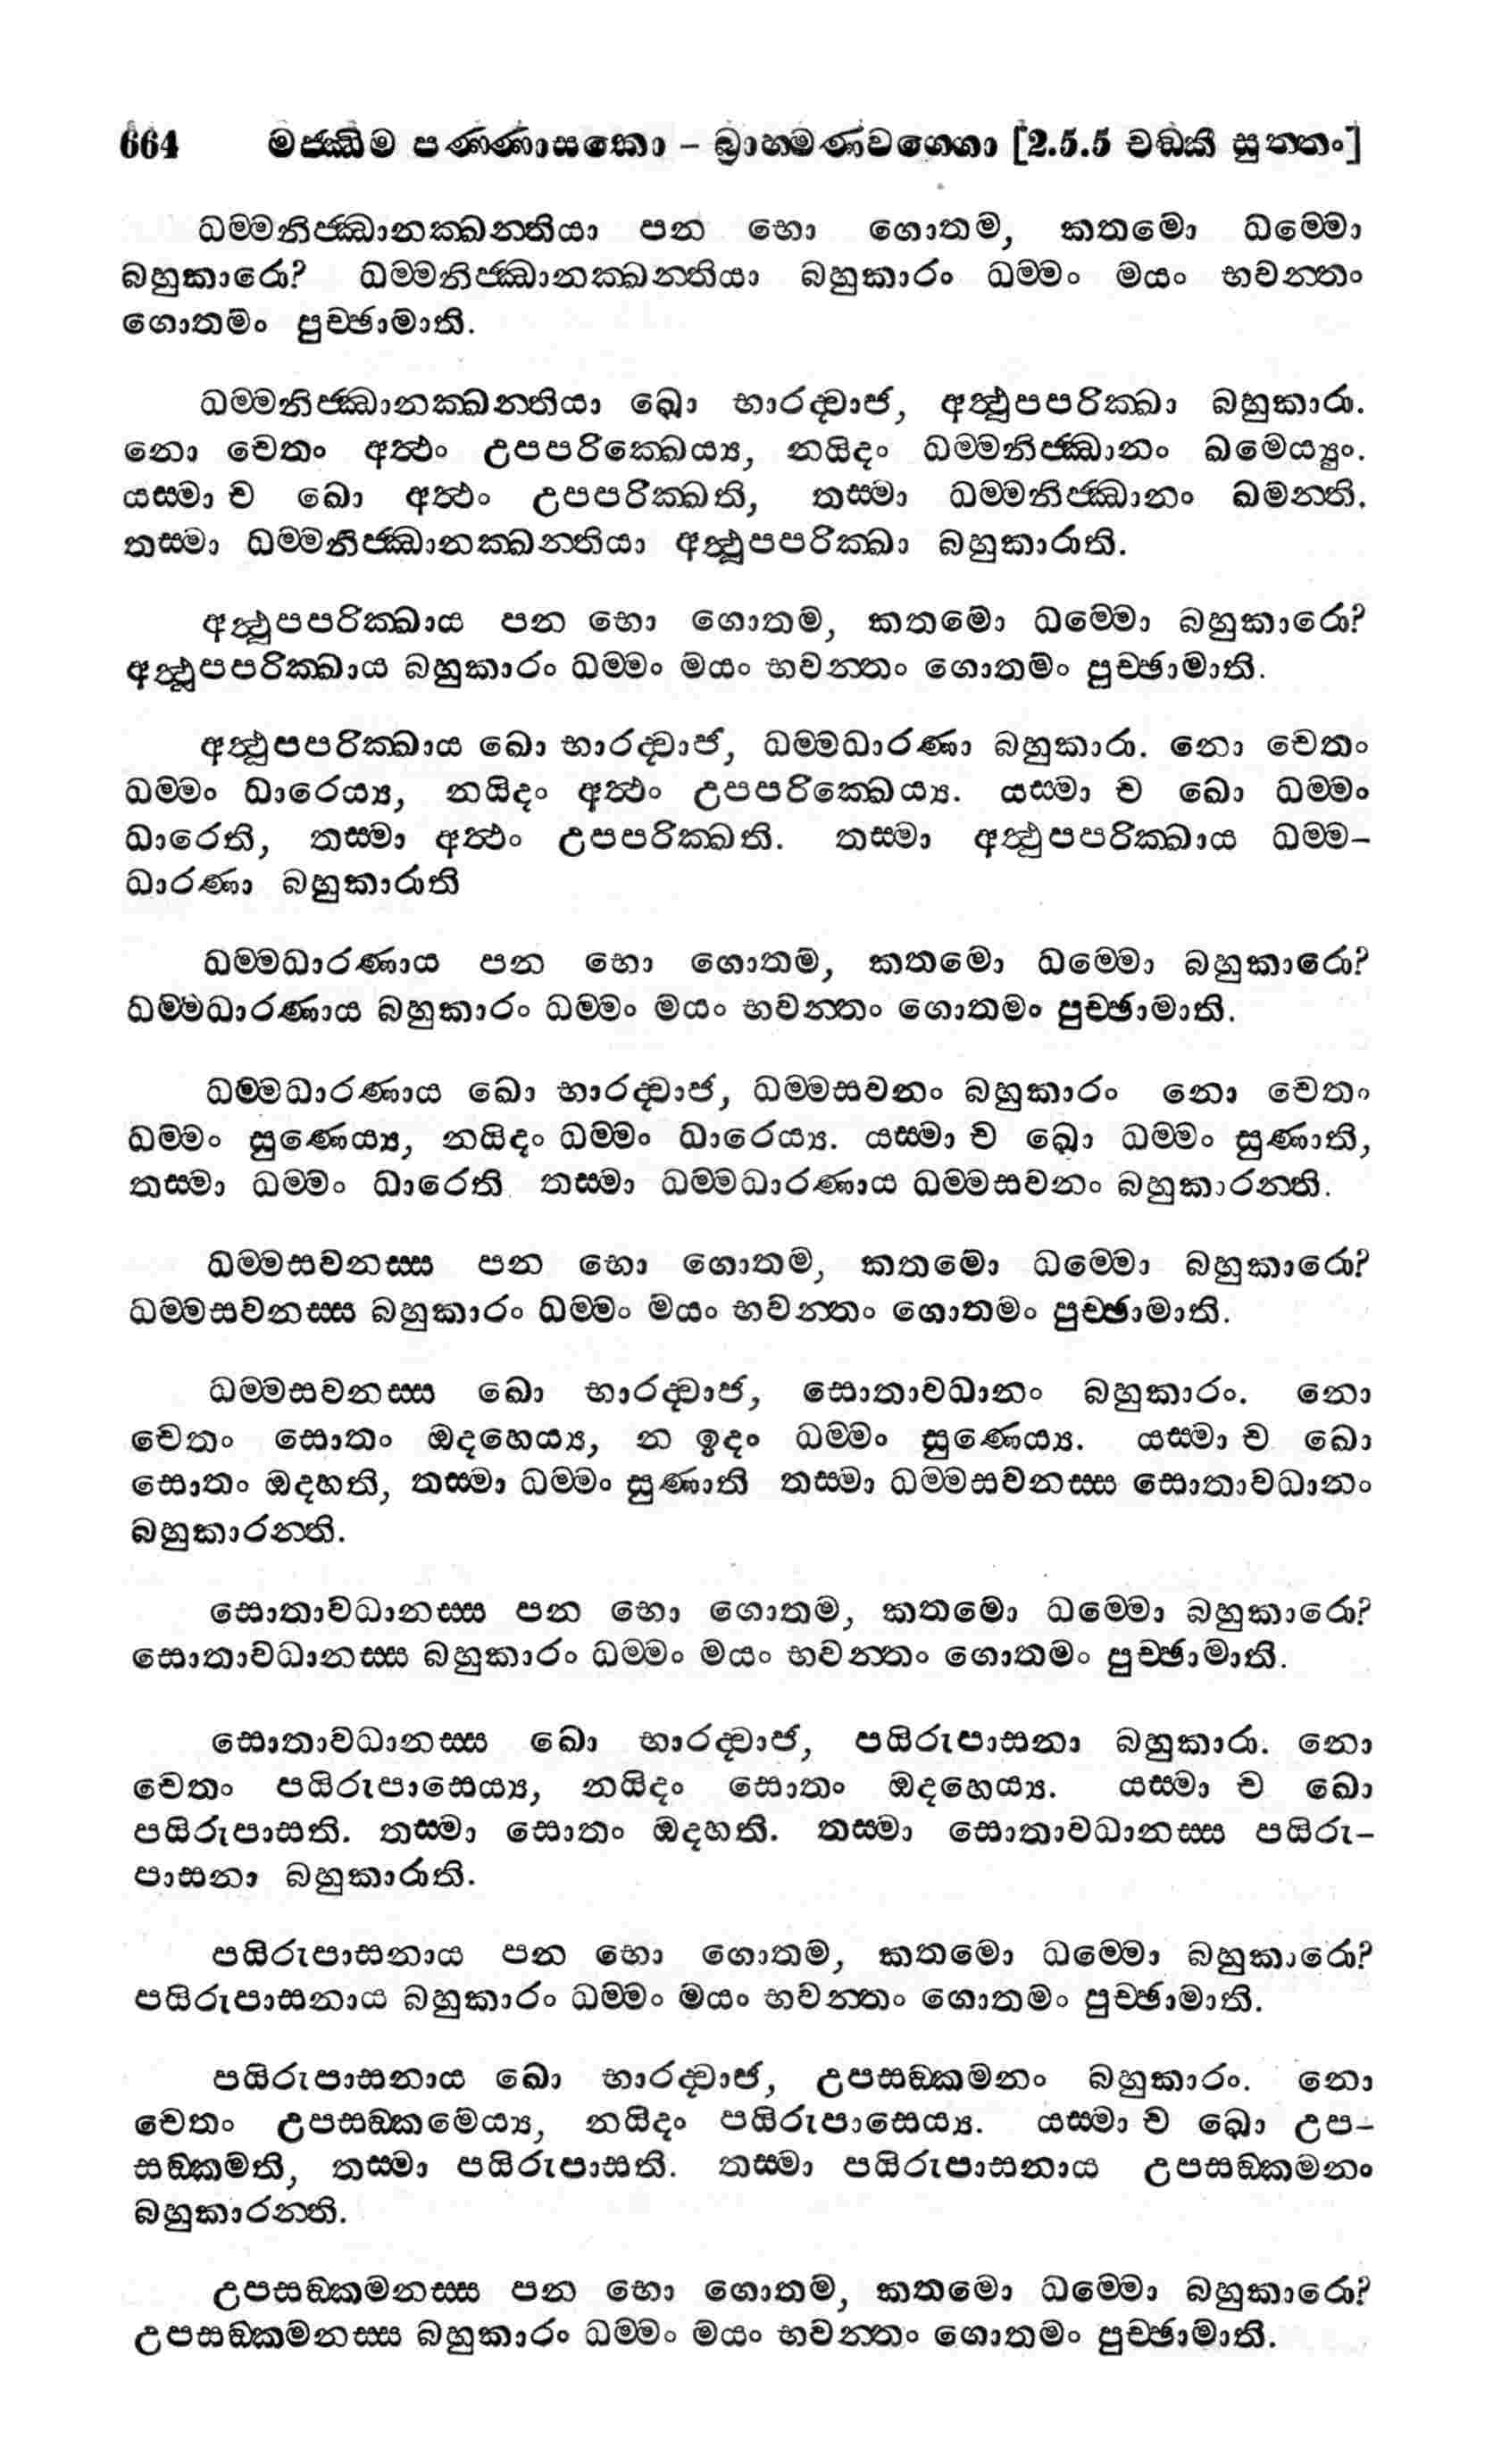 664 මජ්ඣිම පණ්ණාසකො - බ්‍රාහ්මණවග්ගො [2.5.5 චඞ්කී සුත්තං]
ධම්මනිජ්ඣානක්ඛන්තියා පන භො ගොතම, කතමො ධම්මො
බහුකාරො? ධම්මනිජ්ඣානක්ඛන්තියා බහුකාරං ධම්මං මයං භවන්තං
ගොතමං පුච්ඡාමාති.
ධම්මනිජ්ඣානක්ඛන්තියා ඛො භාරද්වාජ, අත්ථුපපරික්ඛා බහුකාරා.
නො චෙතං අත්ථං උපපරික්ඛෙය්‍ය, නයිදං ධම්මනිජ්ඣානං ඛමෙය්‍යුං.
යස්මා ච ඛො අත්ථං උපපරික්ඛති, තස්මා ධම්මනිජ්ඣානං ඛමන්ති.
තස්මා ධම්මනිජ්ඣානක්ඛන්තියා අත්ථූපපරික්ඛා බහුකාරාති.
අත්ථූපපරික්ඛාය පන භො ගොතම, කතමො ධම්මො බහුකාරො?
අත්ථූපපරික්ඛාය බහුකාරං ධම්මං මයං භවන්තං ගොතමං පුච්ඡාමාති.
අත්ථූපපරික්ඛාය ඛො භාරද්වාජ, ධම්මධාරණා බහුකාරා. නො චෙතං
ධම්මං ධාරෙය්‍ය, නයිදං අත්ථං උපපරික්ඛෙය්‍ය. යස්මා ච ඛො ධම්මං
ධාරෙති, තස්මා අත්ථං උපපරික්ඛති. තස්මා අත්ථුපපරික්ඛාය ධම්ම-
ධාරණා බහුකාරාති
ධම්මධාරණාය පන භො ගොතම, කතමො ධම්මො බහුකාරො?
ධම්මධාරණාය බහුකාරං ධම්මං මයං භවන්තං ගොතමං පුච්ඡාමාති.
ධම්මධාරණාය ඛො භාරද්වාජ, ධම්මසවනං බහුකාරං නො චෙතං
ධම්මං සුණෙය්‍ය, නයිදං ධම්මං ධාරෙය්‍ය. යස්මා ච ඛො ධම්මං සුණාති,
තස්මා ධම්මං ධාරෙති තස්මා ධම්මධාරණාය ධම්මසවනං බහුකාරන්ති.
ධම්මසවනස්ස පන භො ගොතම, කතමො ධම්මො බහුකාරො?
ධම්මසවනස්ස බහුකාරං ධම්මං මයං භවන්තං ගොතමං පුච්ඡාමාති.
ධම්මසවනස්ස ඛො භාරද්වාජ, සොතාවධානං බහුකාරං. නො
චෙතං සොතං ඔදහෙය්‍ය, න ඉදං ධම්මං සුණෙය්‍ය. යස්මා ච ඛො
සොතං ඔදහති, තස්මා ධම්මං සුණාති තස්මා ධම්මසවනස්ස සොතාවධානං
බහුකාරන්ති.
සොතාවධානස්ස පන භො ගොතම, කතමො ධම්මො බහුකාරො?
සොතාවධානස්ස බහුකාරං ධම්මං මයං භවන්තං ගොතමං පුච්ඡාමාති.
සොතාවධානස්ස ඛො භාරද්වාජ, පයිරුපාසනා බහුකාරා. නො
චෙතං පයිරුපාසෙය්‍ය, නයිදං සොතං ඔදහෙය්‍ය. යස්මා ච ඛො
පයිරුපාසති. තස්මා සොතං ඔදහති. තස්මා සොතාවධානස්ස පයිරු-
පාසනා බහුකාරාති.
පයිරුපාසනාය පන භො ගොතම, කතමො ධම්මො බහුකාරො?
පයිරුපාසනාය බහුකාරං ධම්මං මයං භවන්තං ගොතමං පුච්ඡාමාති.
පයිරුපාසනාය ඛො භාරද්වාජ, උපසඞ්කමනං බහුකාරං. නො
චෙතං උපසඞ්කමෙය්‍ය, නයිදං පයිරුපාසෙය්‍ය. යස්මා ච ඛො උප-
සඞ්කමති, තස්මා පයිරුපාසති. තස්මා පයිරුපාසනාය උපසඞ්කමනං
බහුකාරන්ති.
උපසඞ්කමනස්ස පන භො ගොතම, කතමො ධම්මො බහුකාරො?
උපසඞ්කමනස්ස බහුකාරං ධම්මං මයං භවන්තං ගොතමං පුච්ඡාමාති.